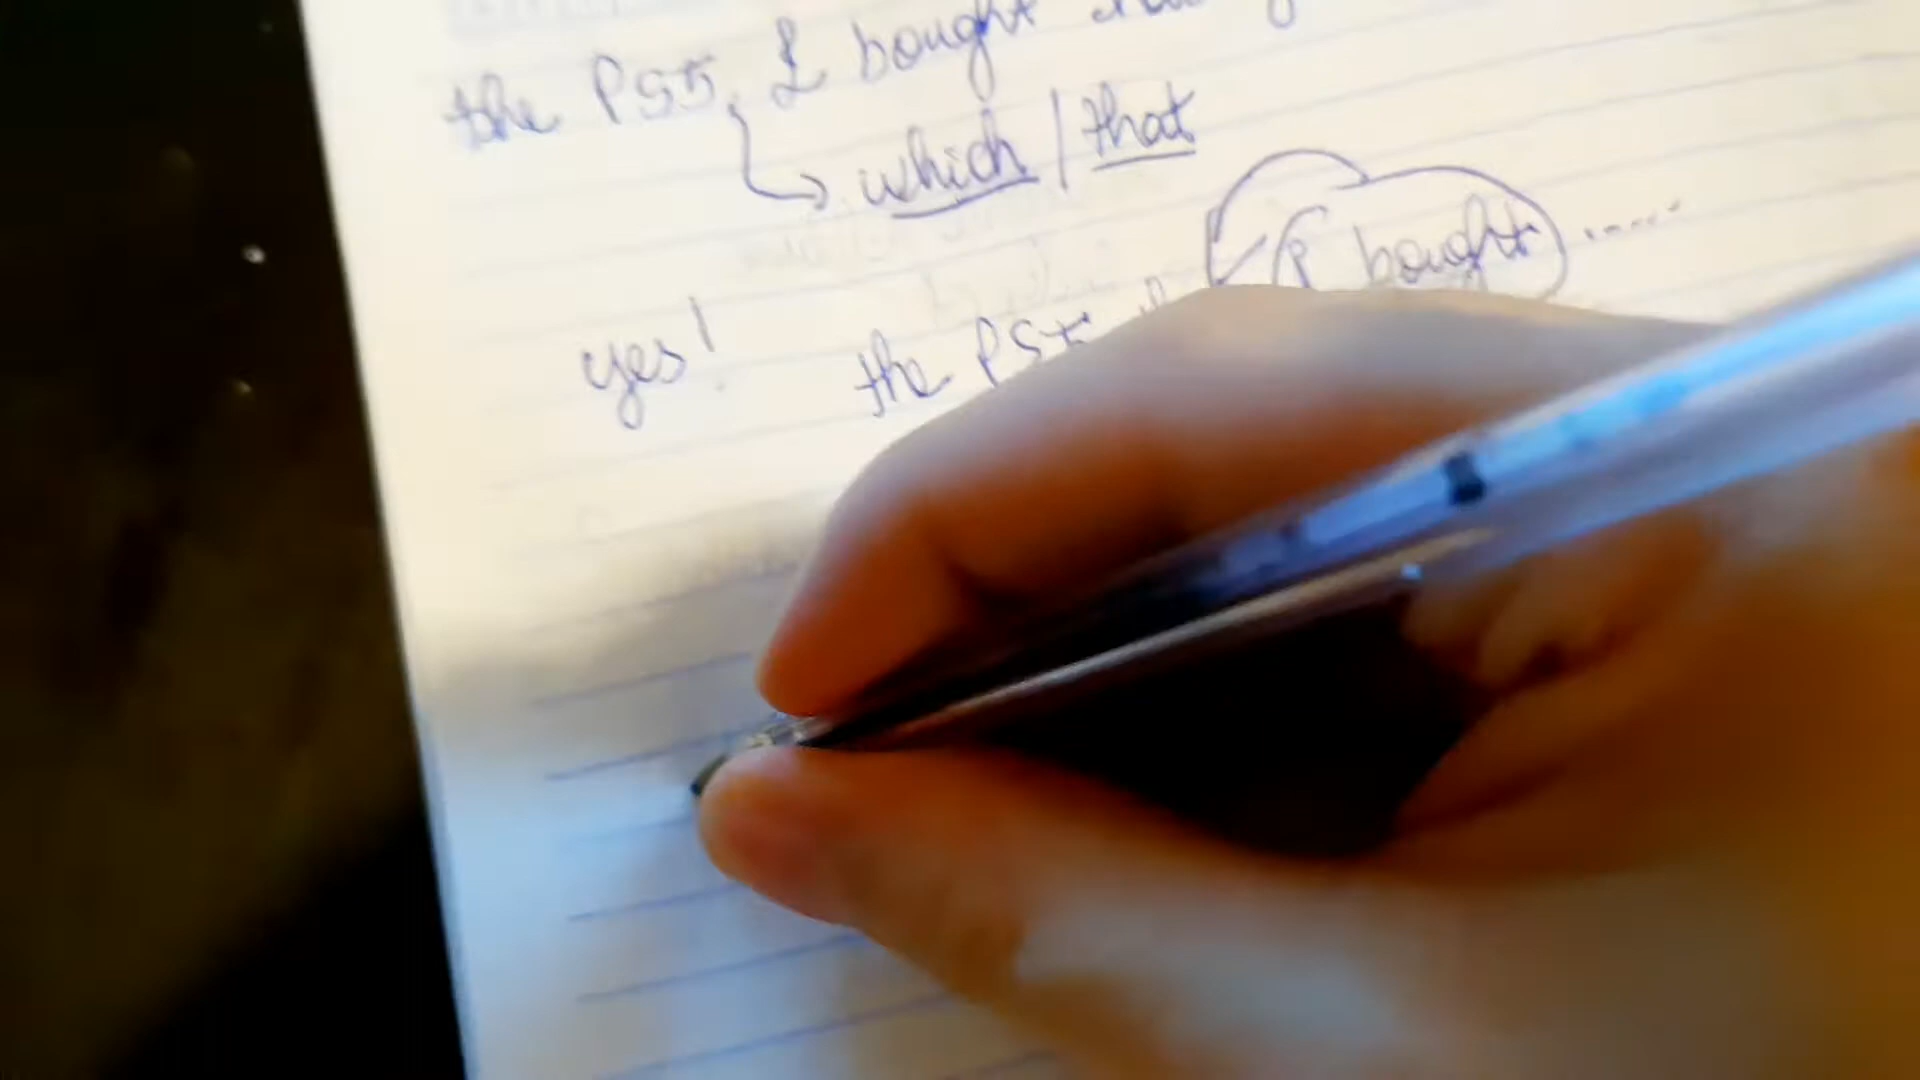 the PS5, I bought
which / that
I bought .....
yes! the PS5